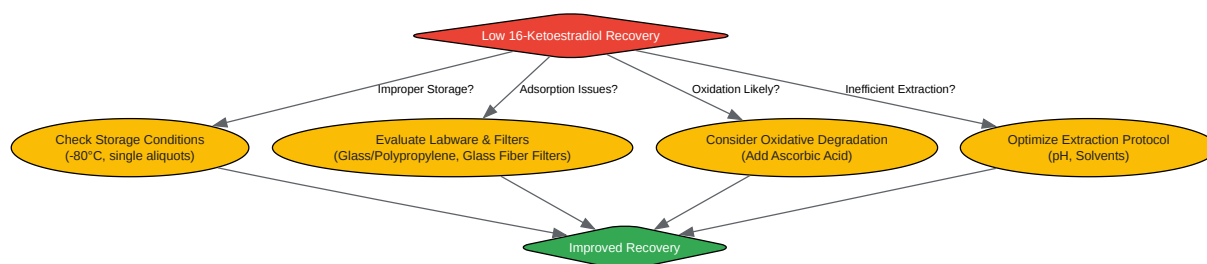 Low 16-Ketoestradiol Recovery
Improper Storage?
Adsorption Issues?
Oxidation Likely?
Inefficient Extraction?
Check Storage Conditions
(-80°C, single aliquots)
Evaluate Labware & Filters
(Glass/Polypropylene, Glass Fiber Filters)
Consider Oxidative Degradation
(Add Ascorbic Acid)
Optimize Extraction Protocol
(pH, Solvents)
Improved Recovery